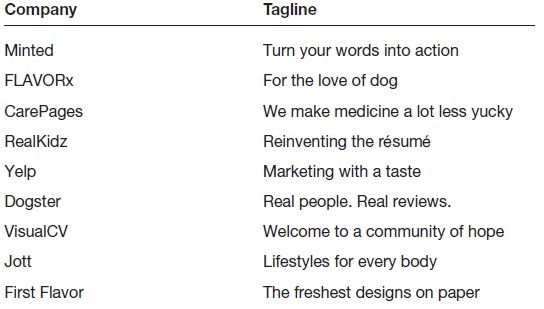 Company Tagline
Minted Turn your words into action
FLAVORx For the love of dog
CarePages We make medicine a lot less yucky
RealKidz Reinventing the résumé
Yelp Marketing with a taste
Dogster Real people. Real reviews.
VisualCV Welcome to a community of hope
Jott Lifestyles for every body
First Flavor The freshest designs on paper